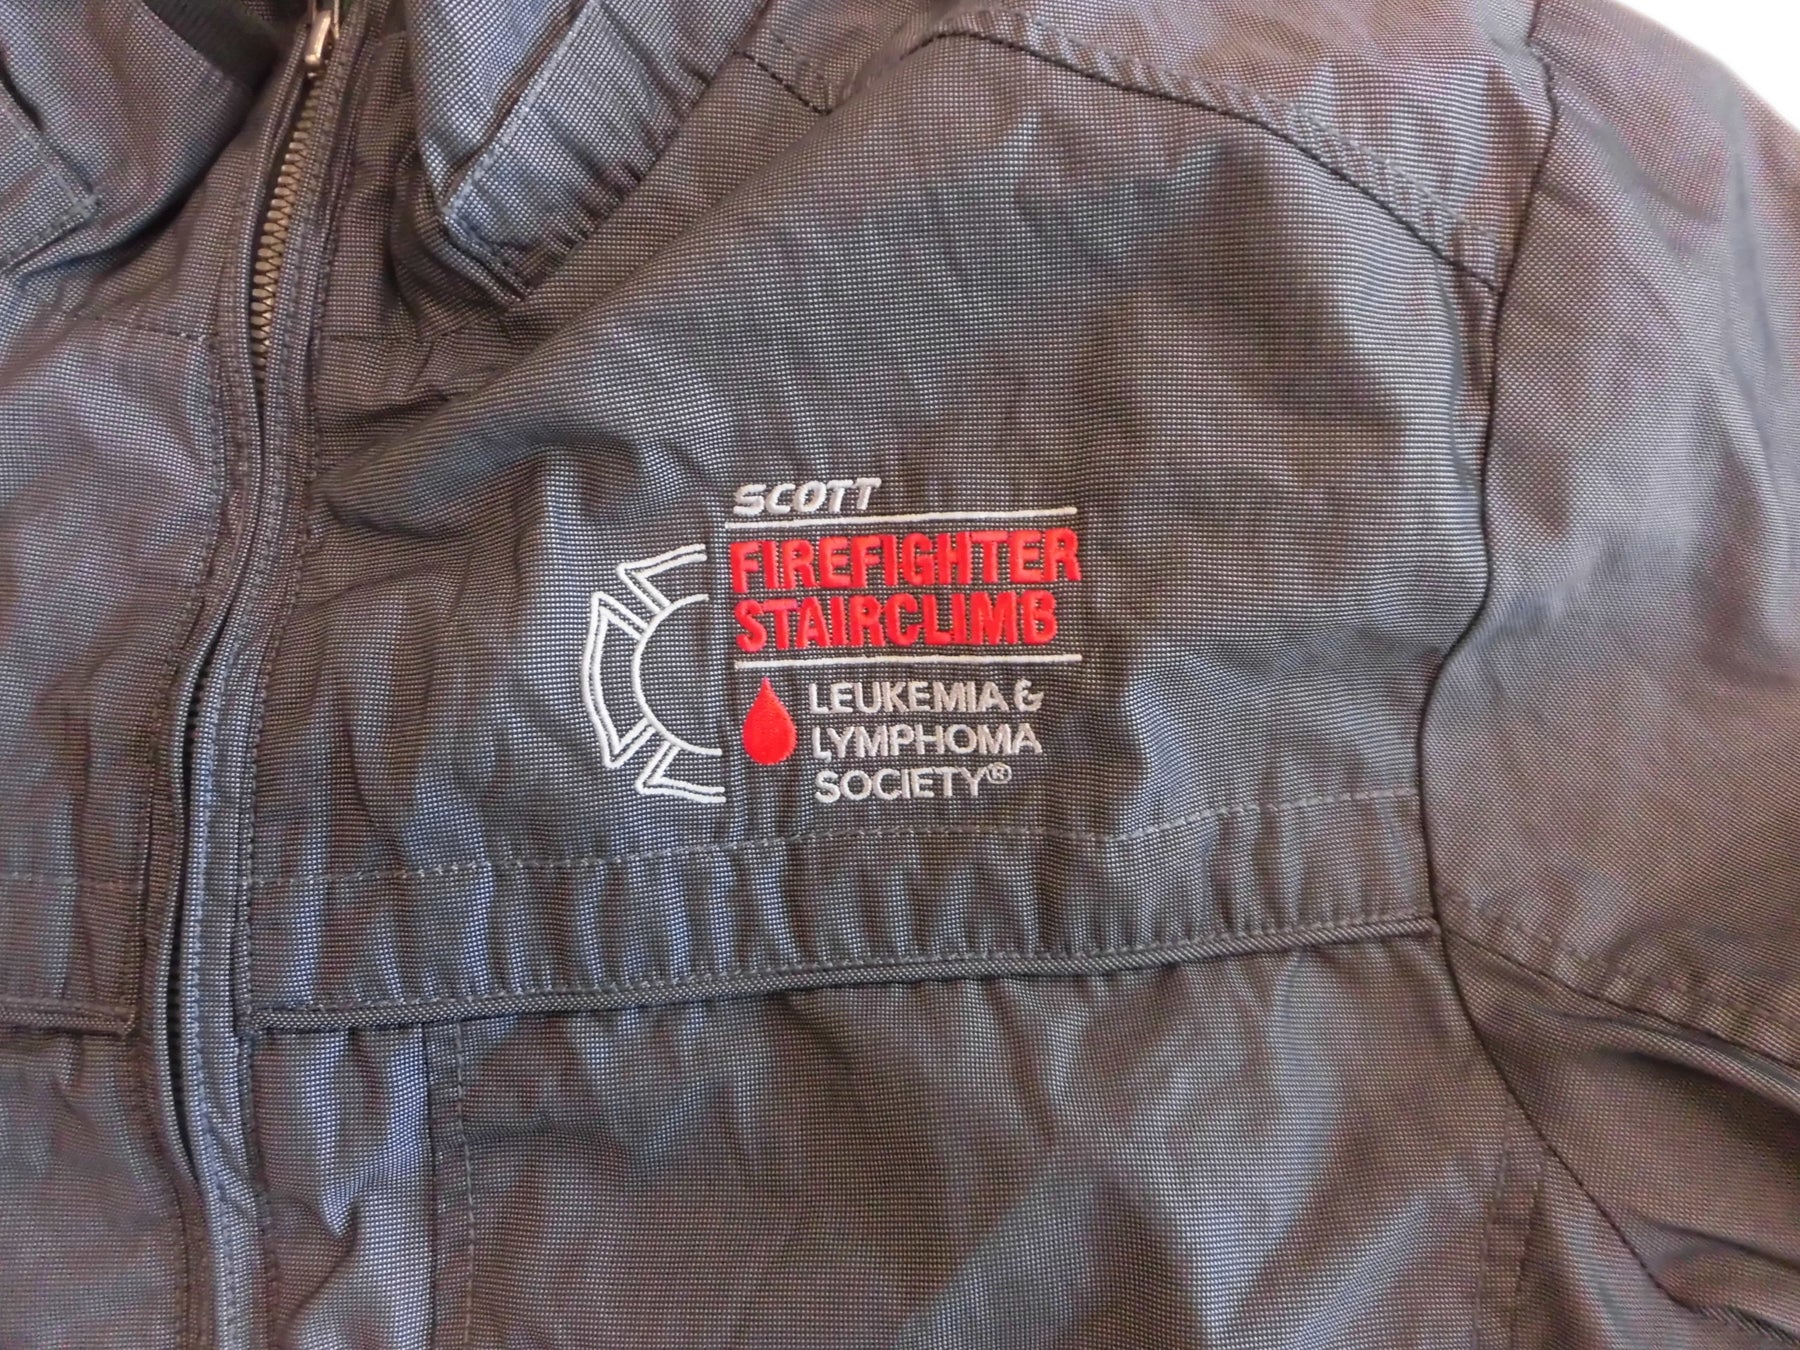 SCOTT
FIREFIGHTER
STAIRCLIMB
LEUKEMIA &
LYMPHOMA
SOCIETY®